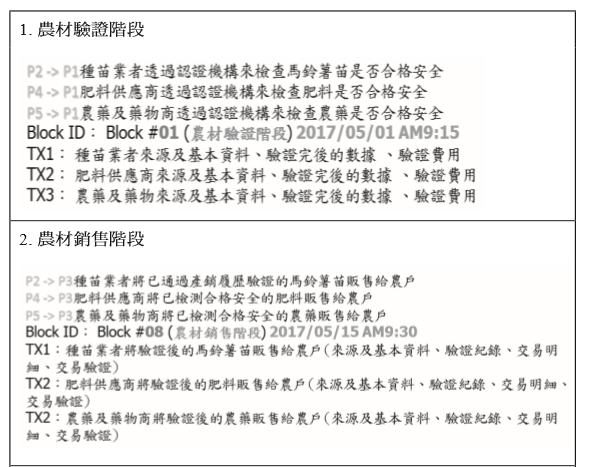 1. 農材驗證階段
P2 -> P1種苗業者透過認證機構來檢查馬鈴薯苗是否合格安全
P4 -> P1肥料供應商透過認證機構來檢查肥料是否合格安全
P5 -> P1農藥及藥物商透過認證機構來檢查農藥是否合格安全
Block ID： Block #01 (農材驗證階段) 2017/05/01 AM9:15
TX1： 種苗業者來源及基本資料、驗證完後的數據 、驗證費用
TX2： 肥料供應商來源及基本資料、驗證完後的數據 、驗證費用
TX3： 農藥及藥物商來源及基本資料、驗證完後的數據 、驗證費用
2. 農材銷售階段
P2 -> P3種苗業者將已通過產銷履歷驗證的馬鈴薯苗販售給農戶
P4 -> P3肥料供應商將已檢測合格安全的肥料販售給農戶
P5 -> P3農藥及藥物商將已檢測合格安全的農藥販售給農戶
Block ID： Block #08 (農材銷售階段) 2017/05/15 AM9:30
TX1：種苗業者將驗證後的馬鈴薯苗販售給農戶(來源及基本資料、驗證紀錄、交易明
細、交易驗證)
TX2：肥料供應商將驗證後的肥料販售給農戶(來源及基本資料、驗證紀錄、交易明細、
交易驗證)
TX2：農藥及藥物商將驗證後的農藥販售給農戶(來源及基本資料、驗證紀錄、交易明
細、交易驗證)